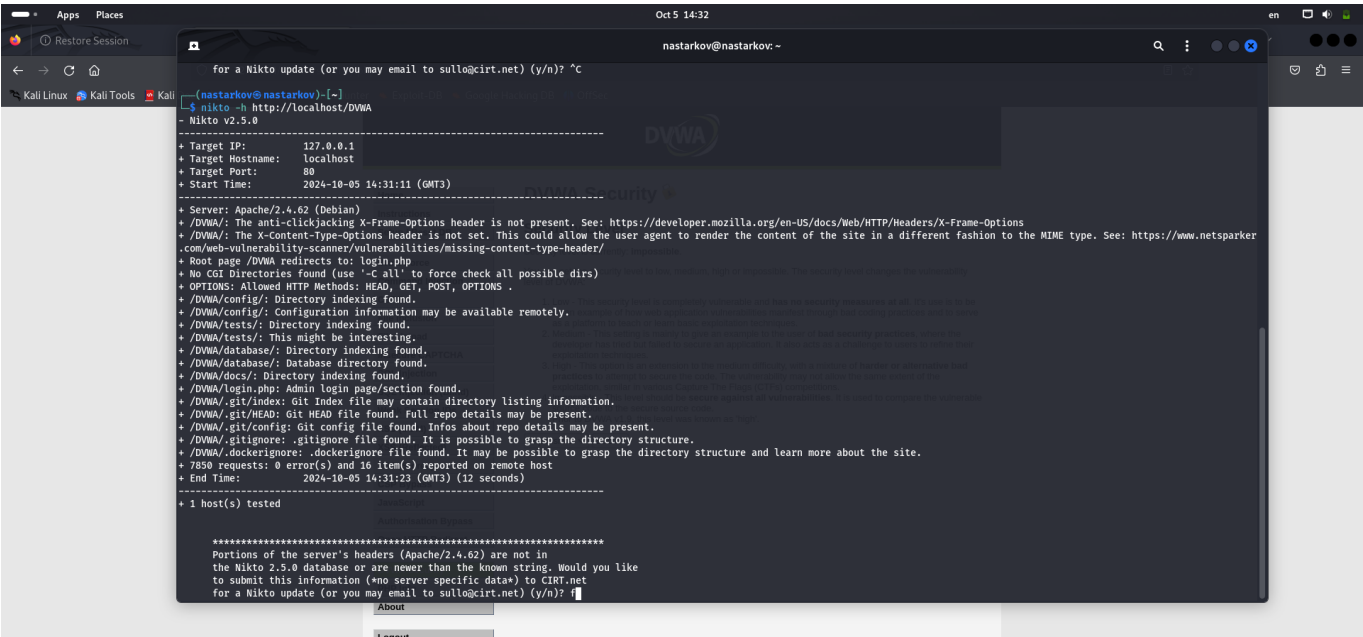 Apps Places Oct 5 14:32 en
Restore Session
nastarkov@nastarkov: ~
Kali Linux Kali Tools Kali
for a Nikto update (or you may email to sullo@cirt.net) (y/n)? ^C
┌──(nastarkov㉿nastarkov)-[~]
└─$ nikto -h http://localhost/DVWA
- Nikto v2.5.0
---------------------------------------------------------------------------
+ Target IP: 127.0.0.1
+ Target Hostname: localhost
+ Target Port: 80
+ Start Time: 2024-10-05 14:31:11 (GMT3)
---------------------------------------------------------------------------
+ Server: Apache/2.4.62 (Debian)
+ /DVWA/: The anti-clickjacking X-Frame-Options header is not present. See: https://developer.mozilla.org/en-US/docs/Web/HTTP/Headers/X-Frame-Options
+ /DVWA/: The X-Content-Type-Options header is not set. This could allow the user agent to render the content of the site in a different fashion to the MIME type. See: https://www.netsparker
.com/web-vulnerability-scanner/vulnerabilities/missing-content-type-header/
+ Root page /DVWA redirects to: login.php
+ No CGI Directories found (use '-C all' to force check all possible dirs)
+ OPTIONS: Allowed HTTP Methods: HEAD, GET, POST, OPTIONS .
+ /DVWA/config/: Directory indexing found.
+ /DVWA/config/: Configuration information may be available remotely.
+ /DVWA/tests/: Directory indexing found.
+ /DVWA/tests/: This might be interesting.
+ /DVWA/database/: Directory indexing found.
+ /DVWA/database/: Database directory found.
+ /DVWA/docs/: Directory indexing found.
+ /DVWA/login.php: Admin login page/section found.
+ /DVWA/.git/index: Git Index file may contain directory listing information.
+ /DVWA/.git/HEAD: Git HEAD file found. Full repo details may be present.
+ /DVWA/.git/config: Git config file found. Infos about repo details may be present.
+ /DVWA/.gitignore: .gitignore file found. It is possible to grasp the directory structure.
+ /DVWA/.dockerignore: .dockerignore file found. It may be possible to grasp the directory structure and learn more about the site.
+ 7850 requests: 0 error(s) and 16 item(s) reported on remote host
+ End Time: 2024-10-05 14:31:23 (GMT3) (12 seconds)
---------------------------------------------------------------------------
+ 1 host(s) tested
*********************************************************************
Portions of the server's headers (Apache/2.4.62) are not in
the Nikto 2.5.0 database or are newer than the known string. Would you like
to submit this information (*no server specific data*) to CIRT.net
for a Nikto update (or you may email to sullo@cirt.net) (y/n)? f
DVWA
DVWA Security
Authorisation Bypass
About
Logout